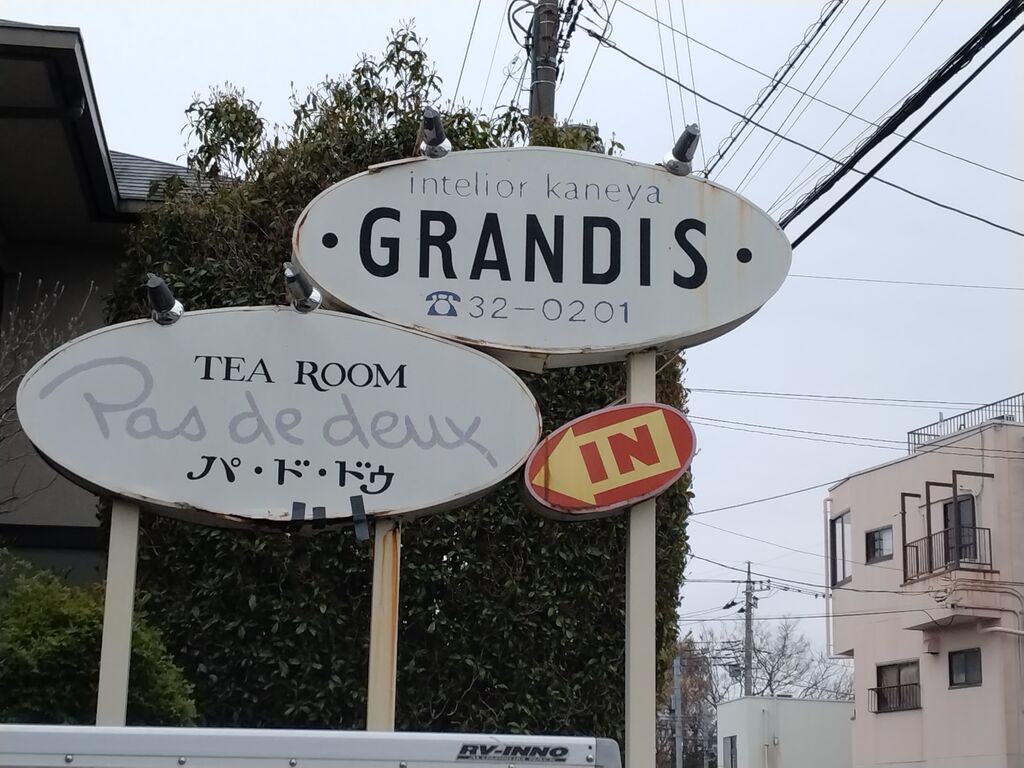 intelior kaneya
•GRANDIS•
☎32-0201
TEA ROOM
Pas de deux
パ・ド・ドゥ
IN
RV-INNO